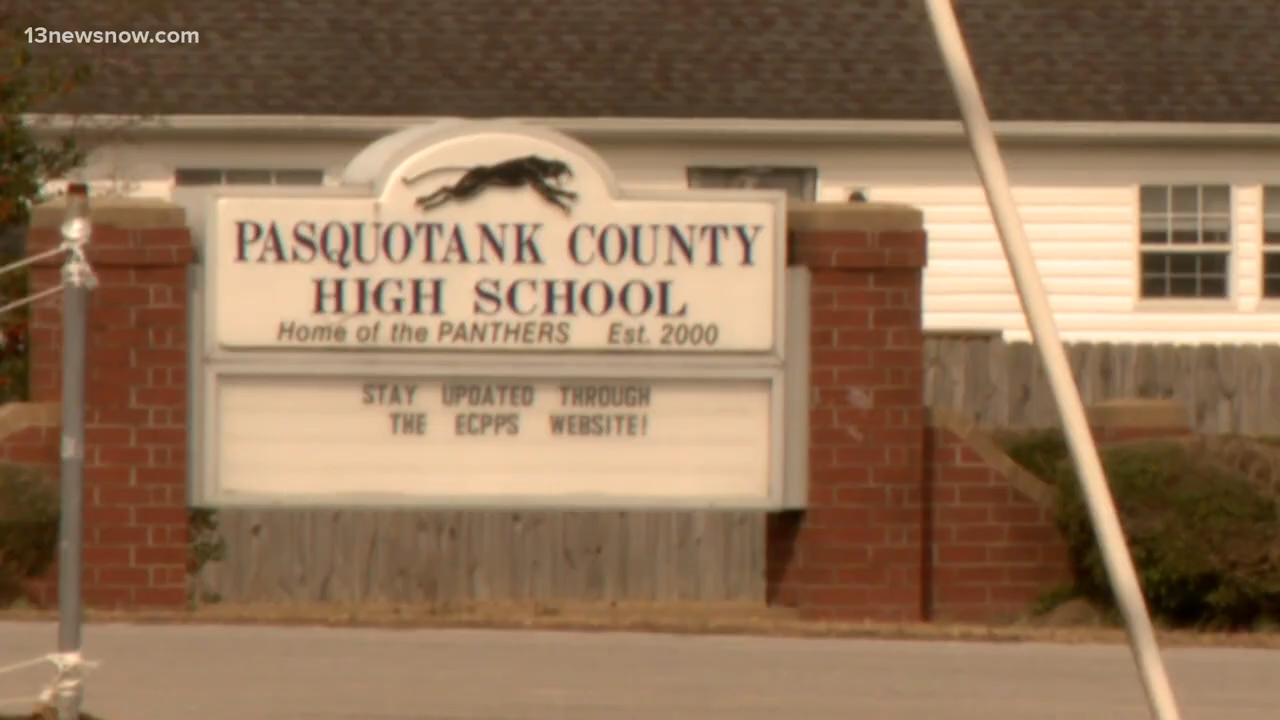 13newsnow.com
PASQUOTANK COUNTY
HIGH SCHOOL
Home of the PANTHERS Est. 2000
STAY UPDATED THROUGH
THE ECPPS WEBSITE!